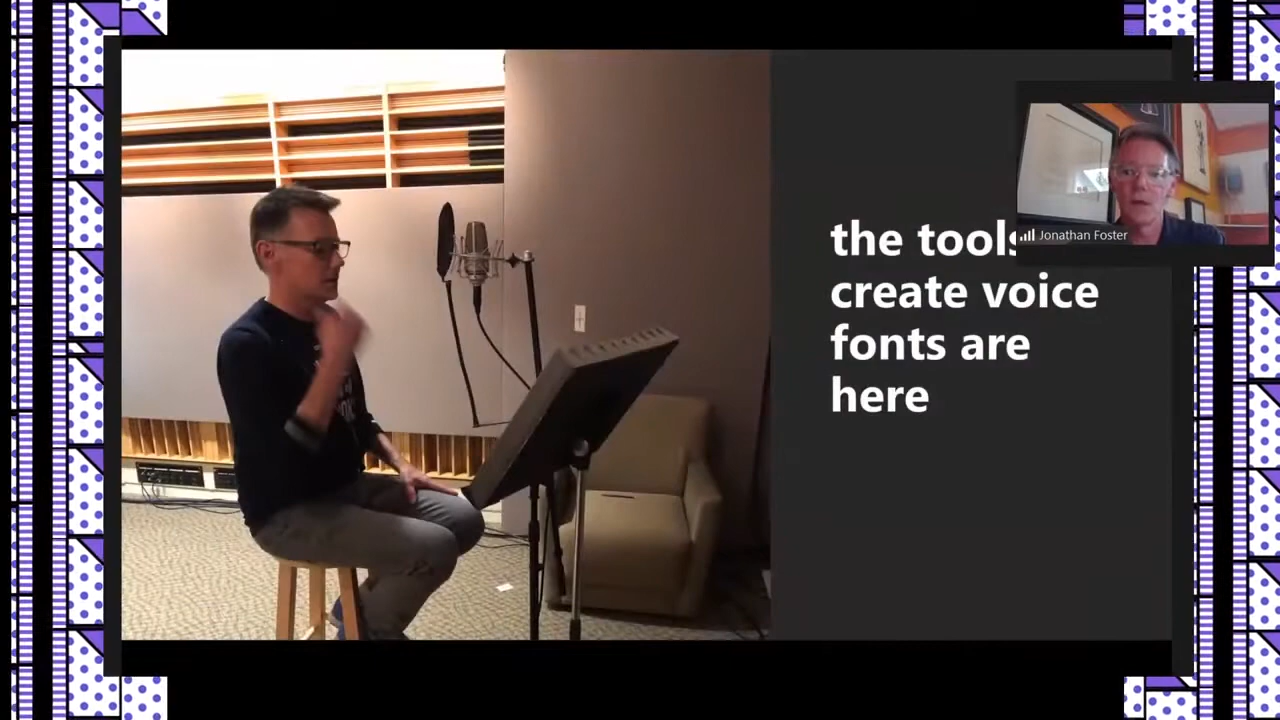 the tools
create voice
fonts are
here
Jonathan Foster